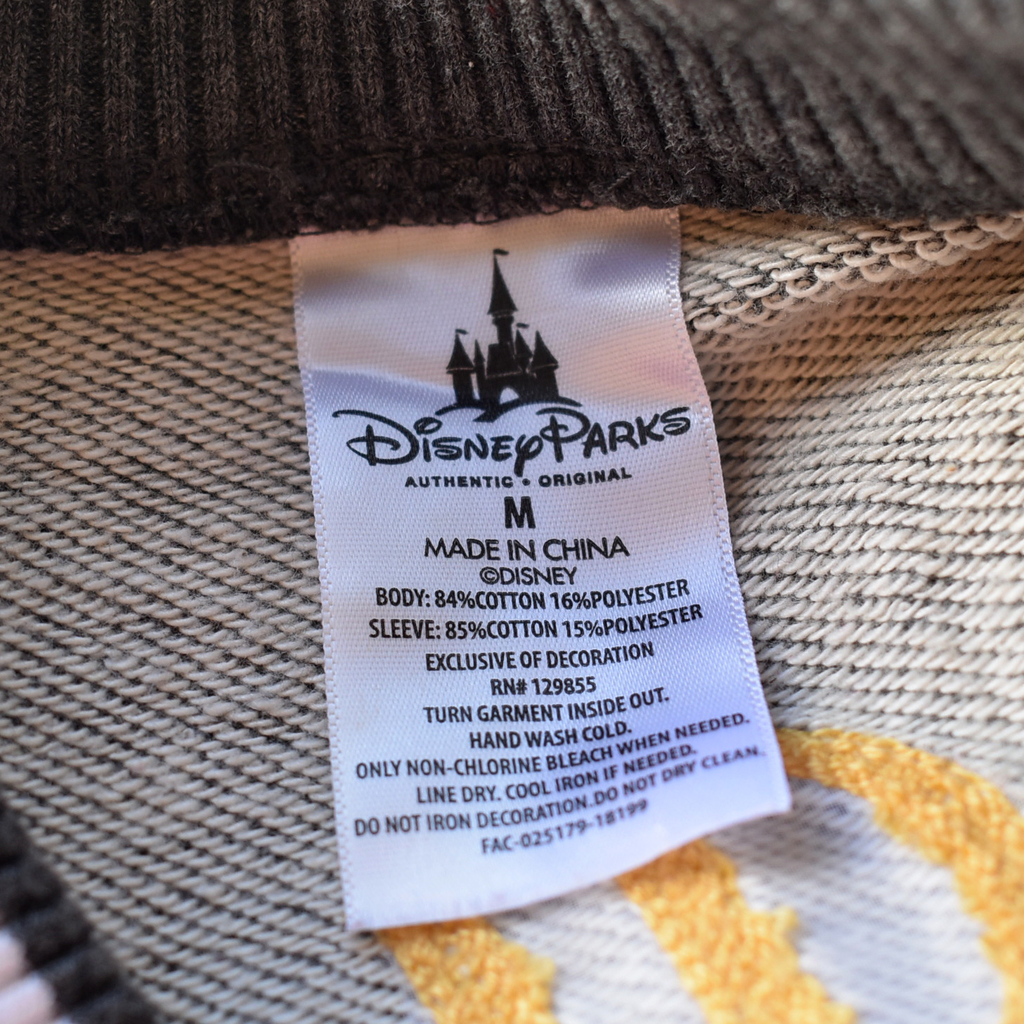 DISNEY PARKS
AUTHENTIC • ORIGINAL
M
MADE IN CHINA
©DISNEY
BODY: 84%COTTON 16%POLYESTER
SLEEVE: 85%COTTON 15%POLYESTER
EXCLUSIVE OF DECORATION
RN# 129855
TURN GARMENT INSIDE OUT.
HAND WASH COLD.
ONLY NON-CHLORINE BLEACH WHEN NEEDED.
LINE DRY. COOL IRON IF NEEDED.
DO NOT IRON DECORATION.DO NOT DRY CLEAN.
FAC-025179-18199